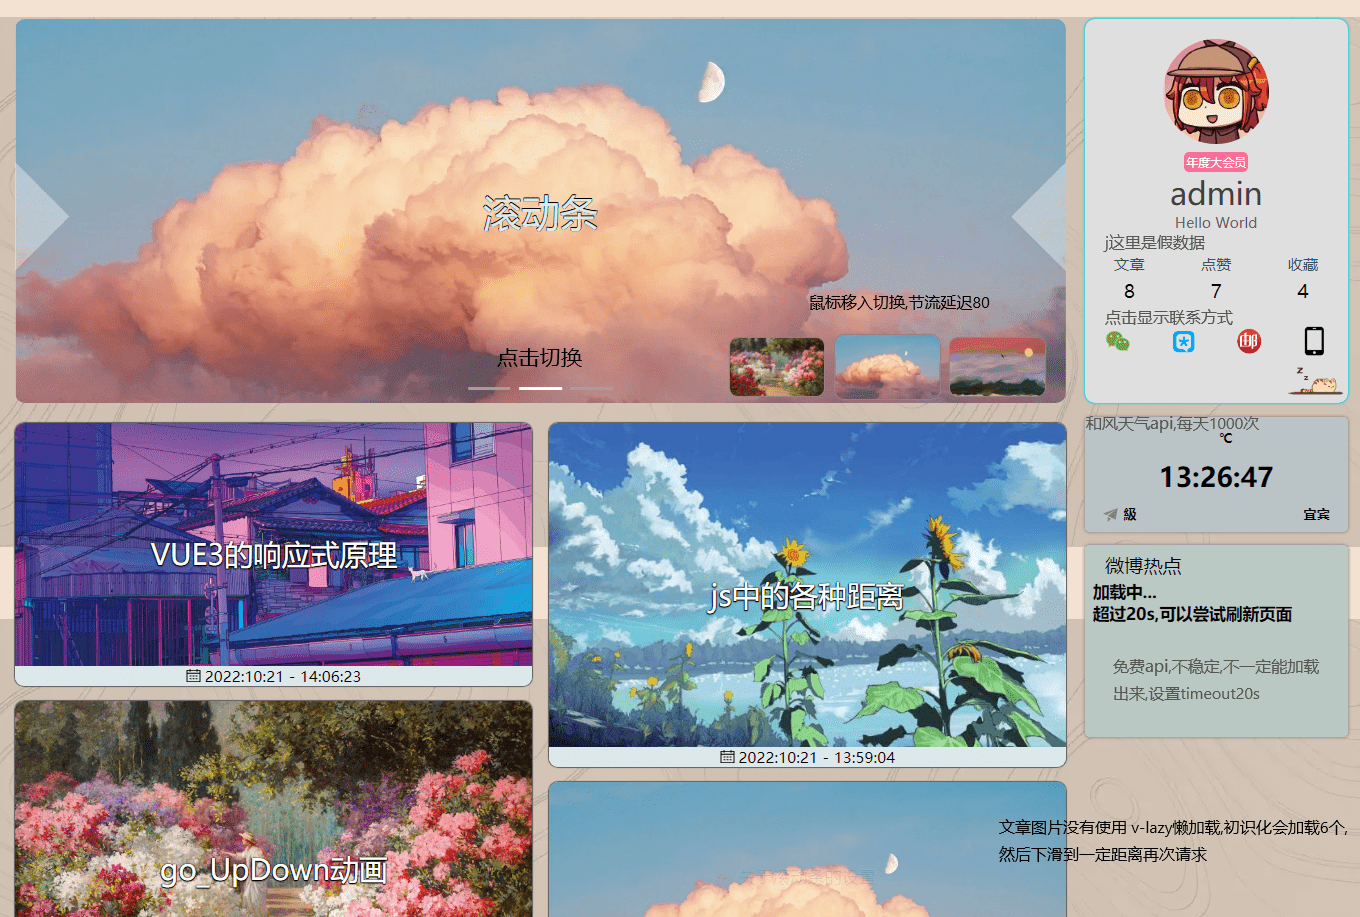 滚动条
鼠标移入切换,节流延迟80
点击切换
年度大会员
admin
Hello World
j这里是假数据
文章 点赞 收藏
8 7 4
点击显示联系方式
和风天气api,每天1000次
℃
13:26:47
級 宜宾
微博热点
加载中...
超过20s,可以尝试刷新页面
免费api,不稳定,不一定能加载
出来,设置timeout20s
VUE3的响应式原理
2022:10:21 - 14:06:23
js中的各种距离
2022:10:21 - 13:59:04
go_UpDown动画
文章图片没有使用 v-lazy懒加载,初识化会加载6个,
然后下滑到一定距离再次请求